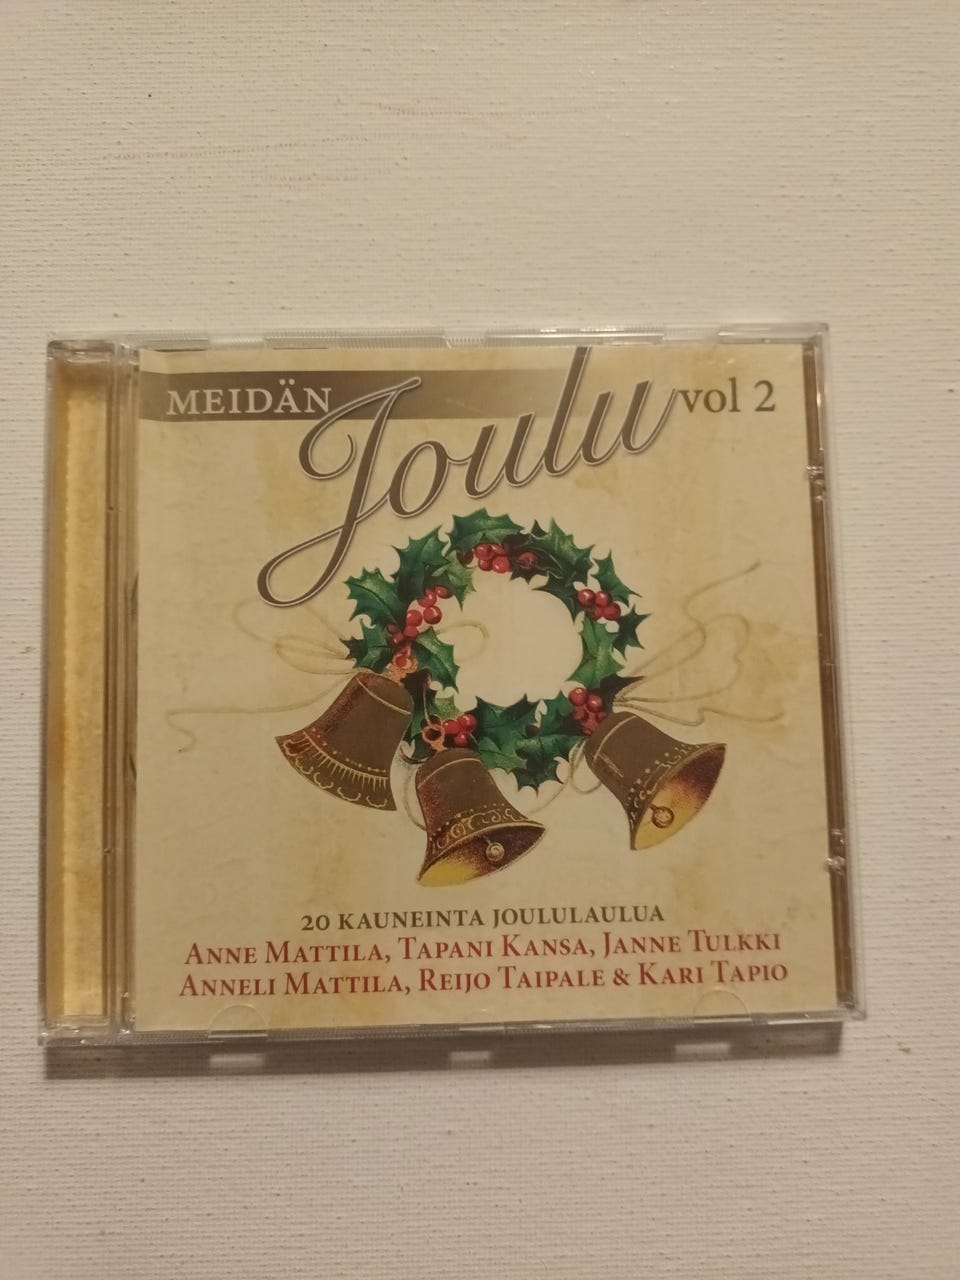 MEIDÄN Joulu vol 2
20 KAUNEINTA JOULULAULUA
ANNE MATTILA, TAPANI KANSA, JANNE TULKKI
ANNELI MATTILA, REIJO TAIPALE & KARI TAPIO